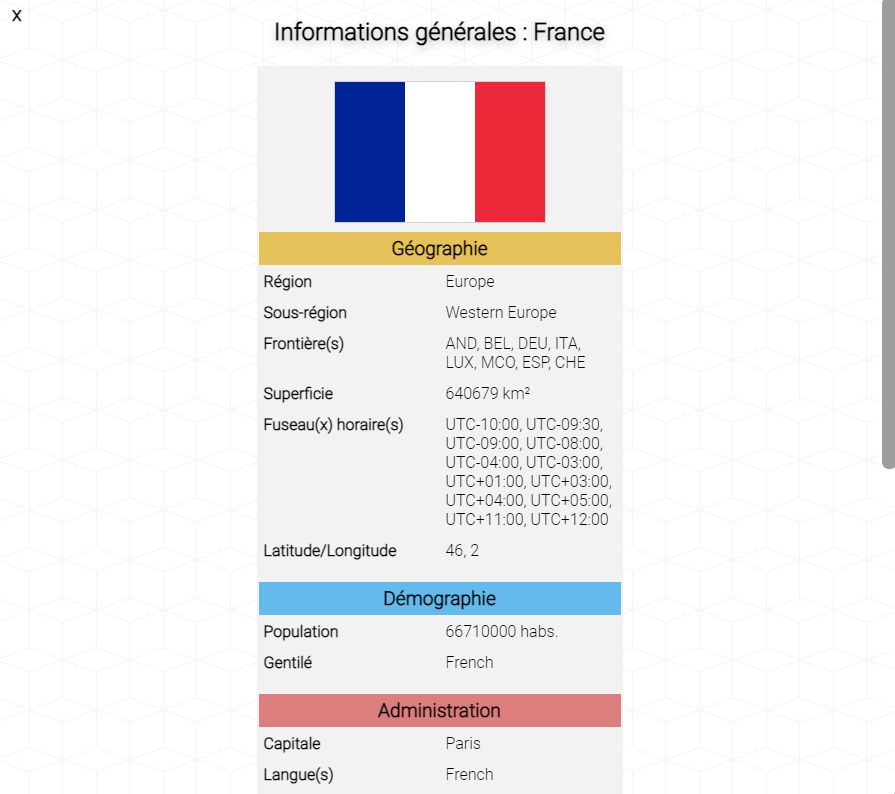 X
Informations générales : France
Géographie
Région Europe
Sous-région Western Europe
Frontière(s) AND, BEL, DEU, ITA,
LUX, MCO, ESP, CHE
Superficie 640679 km²
Fuseau(x) horaire(s) UTC-10:00, UTC-09:30,
UTC-09:00, UTC-08:00,
UTC-04:00, UTC-03:00,
UTC+01:00, UTC+03:00,
UTC+04:00, UTC+05:00,
UTC+11:00, UTC+12:00
Latitude/Longitude 46, 2
Démographie
Population 66710000 habs.
Gentilé French
Administration
Capitale Paris
Langue(s) French